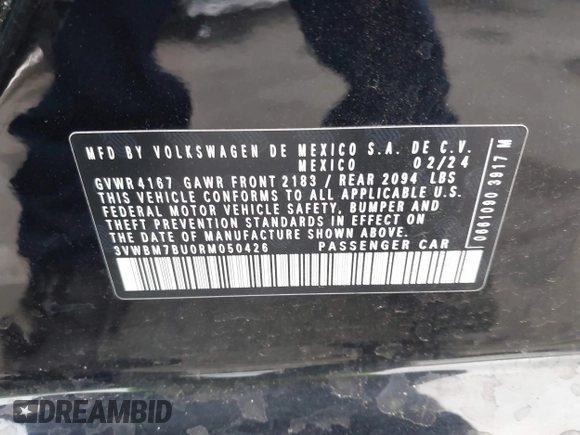 MFD BY VOLKSWAGEN DE MEXICO S.A. DE C.V.
MEXICO 02/24
GVWR 4167 GAWR FRONT 2183 / REAR 2094 LBS
THIS VEHICLE CONFORMS TO ALL APPLICABLE U.S.
FEDERAL MOTOR VEHICLE SAFETY, BUMPER AND
THEFT PREVENTION STANDARDS IN EFFECT ON
THE DATE OF MANUFACTURE SHOWN ABOVE.
3VWBM7BU0RM050426 PASSENGER CAR
0661090 3917 M
DREAMBID